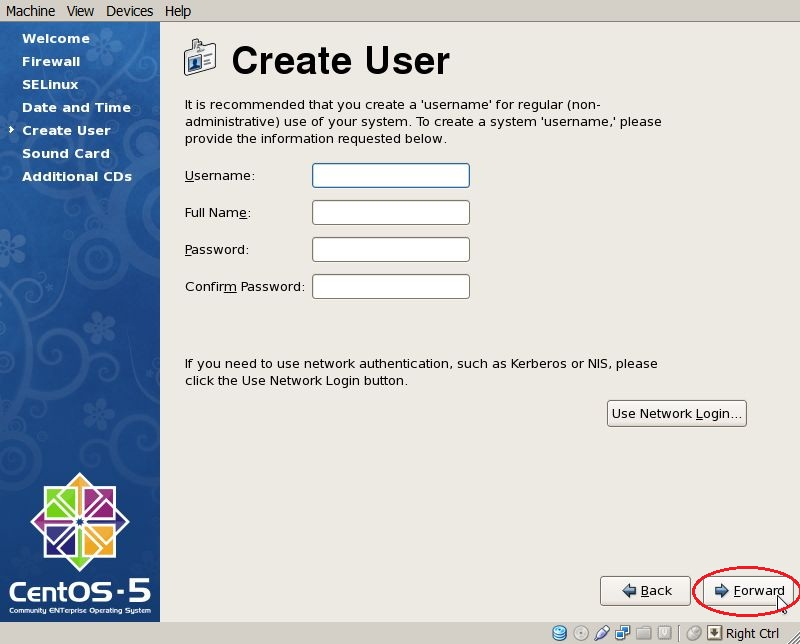 Machine View Devices Help
Welcome
Firewall
SELinux
Date and Time
Create User
Sound Card
Additional CDs
Create User
It is recommended that you create a 'username' for regular (non-
administrative) use of your system. To create a system 'username,' please
provide the information requested below.
Username:
Full Name:
Password:
Confirm Password:
If you need to use network authentication, such as Kerberos or NIS, please
click the Use Network Login button.
Use Network Login...
CentOS-5
Community ENTerprise Operating System
Back
Forward
Right Ctrl